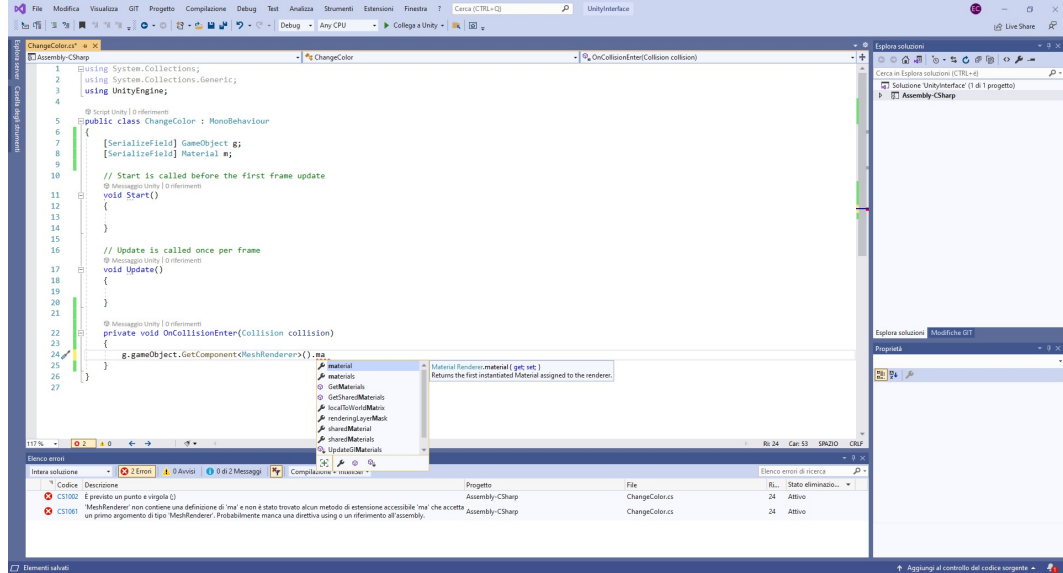 File Modifica Visualizza GIT Progetto Compilazione Debug Test Analizza Strumenti Estensioni Finestra ? Cerca (CTRL+Q) UnityInterface EC
Debug Any CPU Collega a Unity Live Share
ChangeColor.cs* Esplora soluzioni
Assembly-CSharp ChangeColor OnCollisionEnter(Collision collision)
Esplora server
Casella degli strumenti
Cerca in Esplora soluzioni (CTRL+è)
Soluzione 'UnityInterface' (1 di 1 progetto)
Assembly-CSharp
1 using System.Collections;
2 using System.Collections.Generic;
3 using UnityEngine;
4
Script Unity | 0 riferimenti
5 public class ChangeColor : MonoBehaviour
6 {
7 [SerializeField] GameObject g;
8 [SerializeField] Material m;
9
10 // Start is called before the first frame update
Messaggio Unity | 0 riferimenti
11 void Start()
12 {
13
14 }
15
16 // Update is called once per frame
Messaggio Unity | 0 riferimenti
17 void Update()
18 {
19
20 }
21
Messaggio Unity | 0 riferimenti
22 private void OnCollisionEnter(Collision collision)
23 {
24 g.gameObject.GetComponent<MeshRenderer>().ma
25 }
26 }
27
material
materials
GetMaterials
GetSharedMaterials
localToWorldMatrix
renderingLayerMask
sharedMaterial
sharedMaterials
UpdateGIMaterials
Material Renderer.material { get; set; }
Returns the first instantiated Material assigned to the renderer.
Esplora soluzioni Modifiche GIT
Proprietà
117 % 2 0 Ri: 24 Car: 53 SPAZIO CRLF
Elenco errori
Intera soluzione 2 Errori 0 Avvisi 0 di 2 Messaggi Compilazione + IntelliSense Elenco errori di ricerca
Codice Descrizione Progetto File Ri... Stato eliminazio...
CS1002 È previsto un punto e virgola (;) Assembly-CSharp ChangeColor.cs 24 Attivo
CS1061 'MeshRenderer' non contiene una definizione di 'ma' e non è stato trovato alcun metodo di estensione accessibile 'ma' che accetta
un primo argomento di tipo 'MeshRenderer'. Probabilmente manca una direttiva using o un riferimento all'assembly. Assembly-CSharp ChangeColor.cs 24 Attivo
Elementi salvati Aggiungi al controllo del codice sorgente